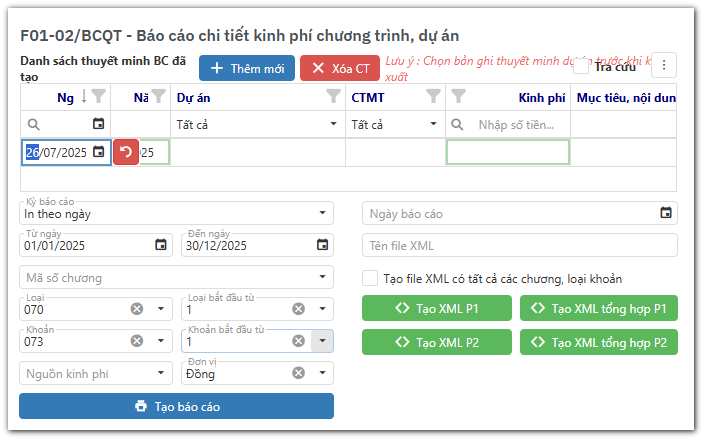 F01-02/BCQT - Báo cáo chi tiết kinh phí chương trình, dự án
Danh sách thuyết minh BC đã tạo
Thêm mới
Xóa CT
Lưu ý : Chọn bản ghi thuyết minh dự án trước khi k
xuất
Tra cứu
Ng
Nă
Dự án
CTMT
Kinh phí
Mục tiêu, nội dun
Tất cả
Tất cả
Nhập số tiền...
26/07/2025
025
Kỳ báo cáo
In theo ngày
Ngày báo cáo
Từ ngày
01/01/2025
Đến ngày
30/12/2025
Tên file XML
Mã số chương
Tạo file XML có tất cả các chương, loại khoản
Loại
070
Loại bắt đầu từ
1
Tạo XML P1
Tạo XML tổng hợp P1
Khoản
073
Khoản bắt đầu từ
1
Tạo XML P2
Tạo XML tổng hợp P2
Nguồn kinh phí
Đơn vị
Đồng
Tạo báo cáo